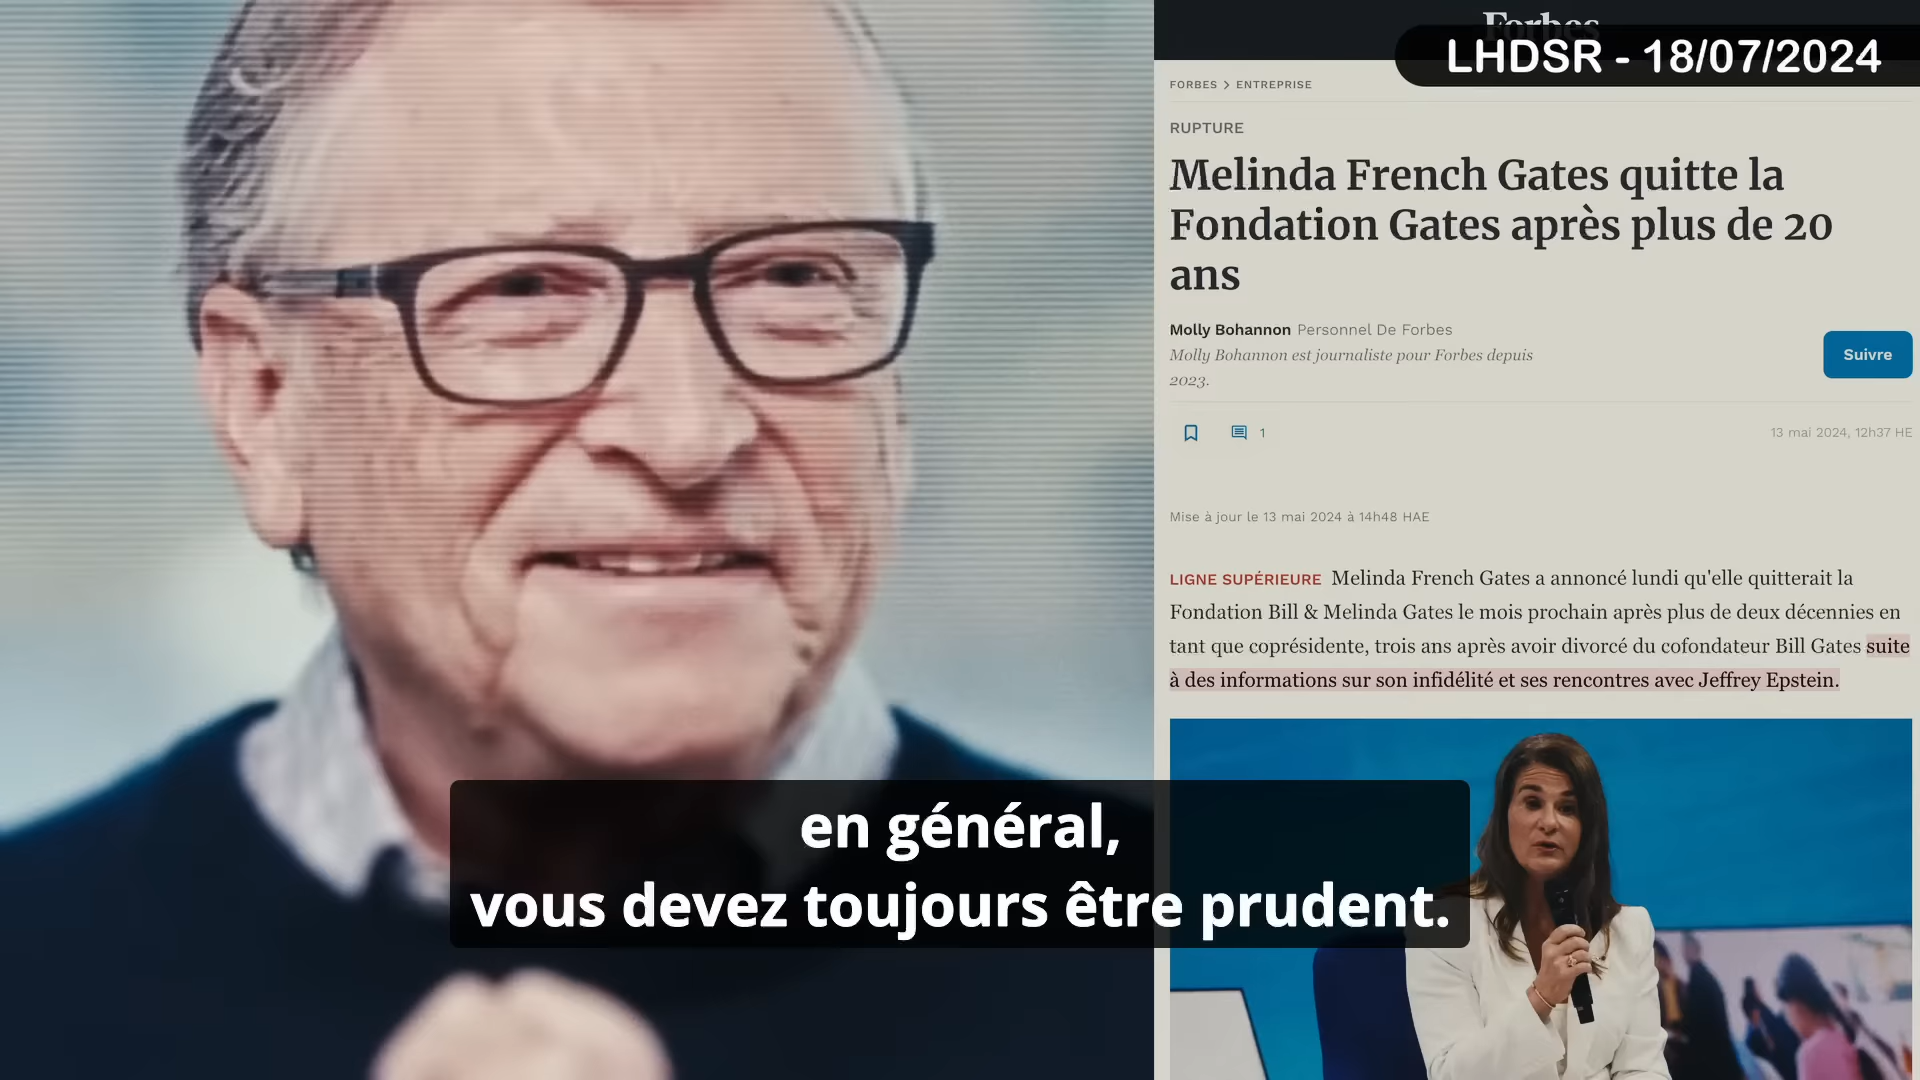 Forbes
LHDSR - 18/07/2024
FORBES > ENTREPRISE
RUPTURE
Melinda French Gates quitte la
Fondation Gates après plus de 20
ans
Molly Bohannon Personnel De Forbes
Molly Bohannon est journaliste pour Forbes depuis
2023.
Suivre
1
13 mai 2024, 12h37 HE
Mise à jour le 13 mai 2024 à 14h48 HAE
LIGNE SUPÉRIEURE Melinda French Gates a annoncé lundi qu'elle quitterait la
Fondation Bill & Melinda Gates le mois prochain après plus de deux décennies en
tant que coprésidente, trois ans après avoir divorcé du cofondateur Bill Gates suite
à des informations sur son infidélité et ses rencontres avec Jeffrey Epstein.
en général,
vous devez toujours être prudent.